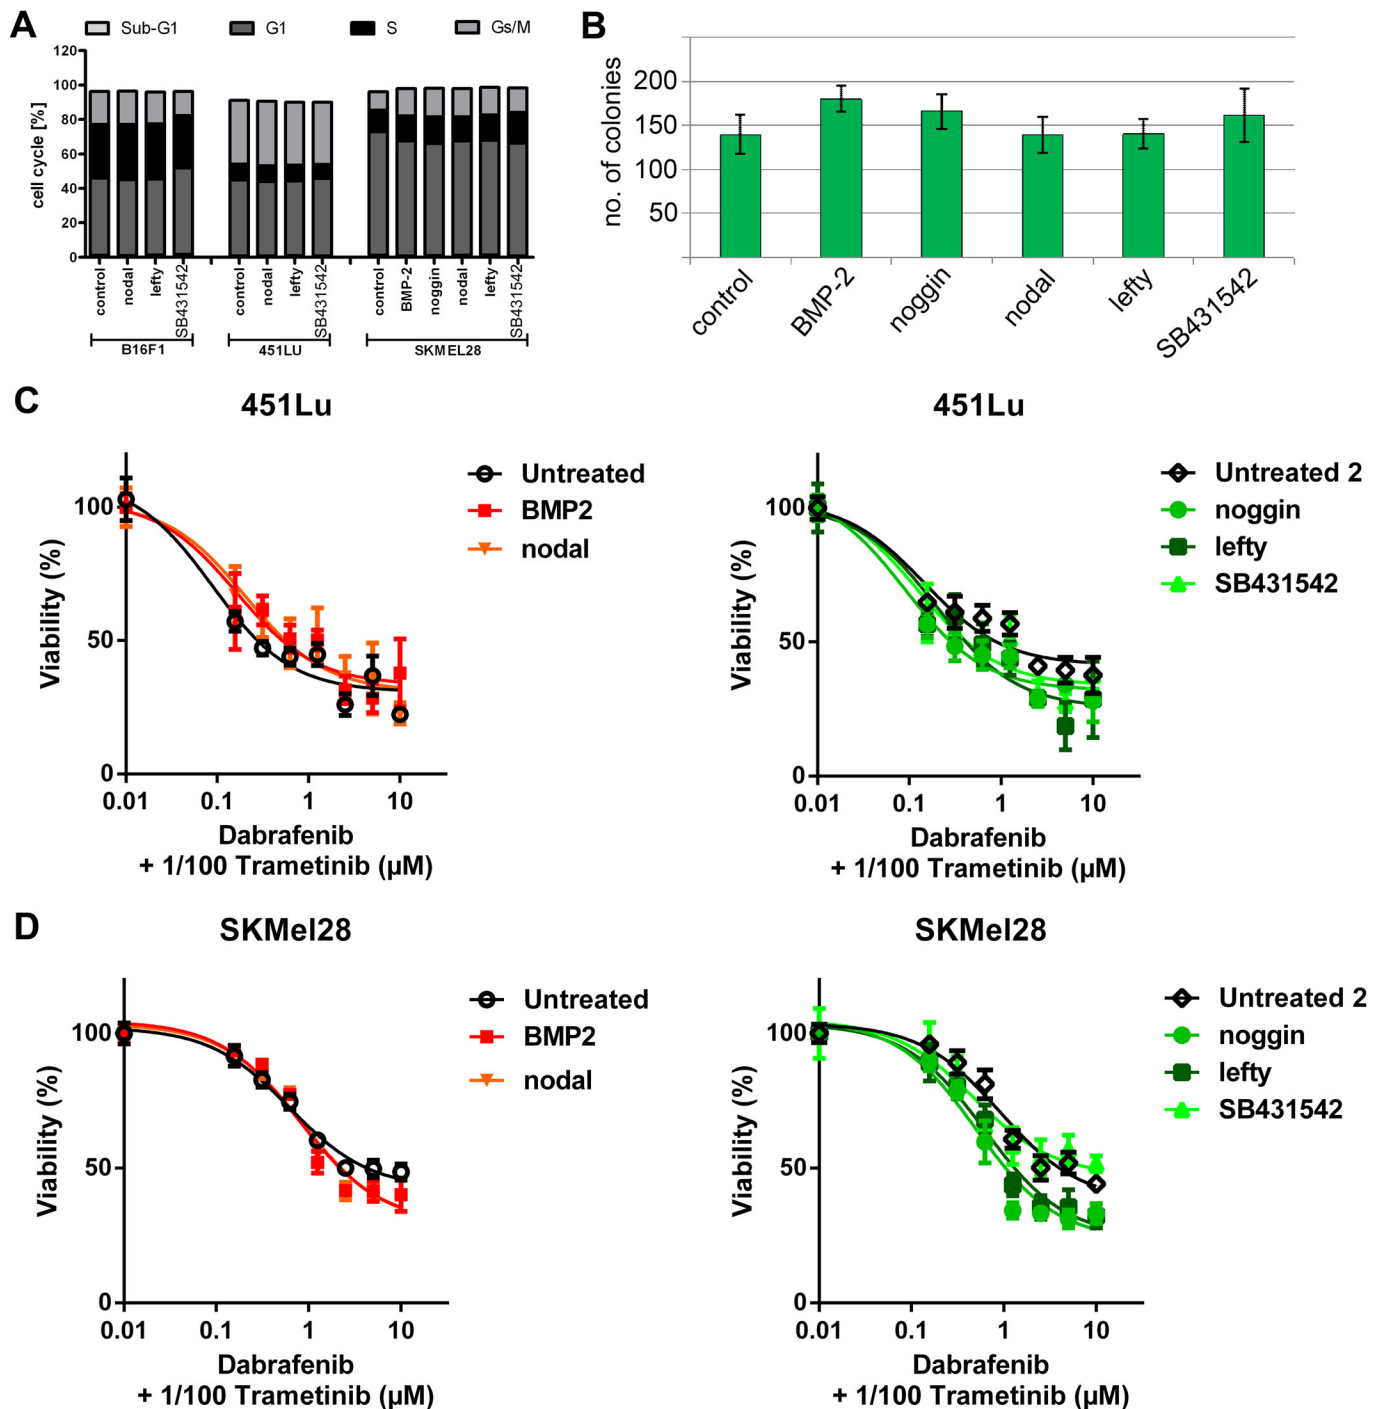 A
Sub-G1 G1 S Gs/M
cell cycle [%]
120
100
80
60
40
20
0
control nodal lefty SB431542 control nodal lefty SB431542 control BMP-2 noggin nodal lefty SB431542
B16F1 451LU SKMEL28
B
no. of colonies
200
150
100
50
control BMP-2 noggin nodal lefty SB431542
C
451Lu
Viability (%)
100
50
0
0.01 0.1 1 10
Dabrafenib
+ 1/100 Trametinib (µM)
Untreated
BMP2
nodal
451Lu
Viability (%)
100
50
0
0.01 0.1 1 10
Dabrafenib
+ 1/100 Trametinib (µM)
Untreated 2
noggin
lefty
SB431542
D
SKMel28
Viability (%)
100
50
0
0.01 0.1 1 10
Dabrafenib
+ 1/100 Trametinib (µM)
Untreated
BMP2
nodal
SKMel28
Viability (%)
100
50
0
0.01 0.1 1 10
Dabrafenib
+ 1/100 Trametinib (µM)
Untreated 2
noggin
lefty
SB431542